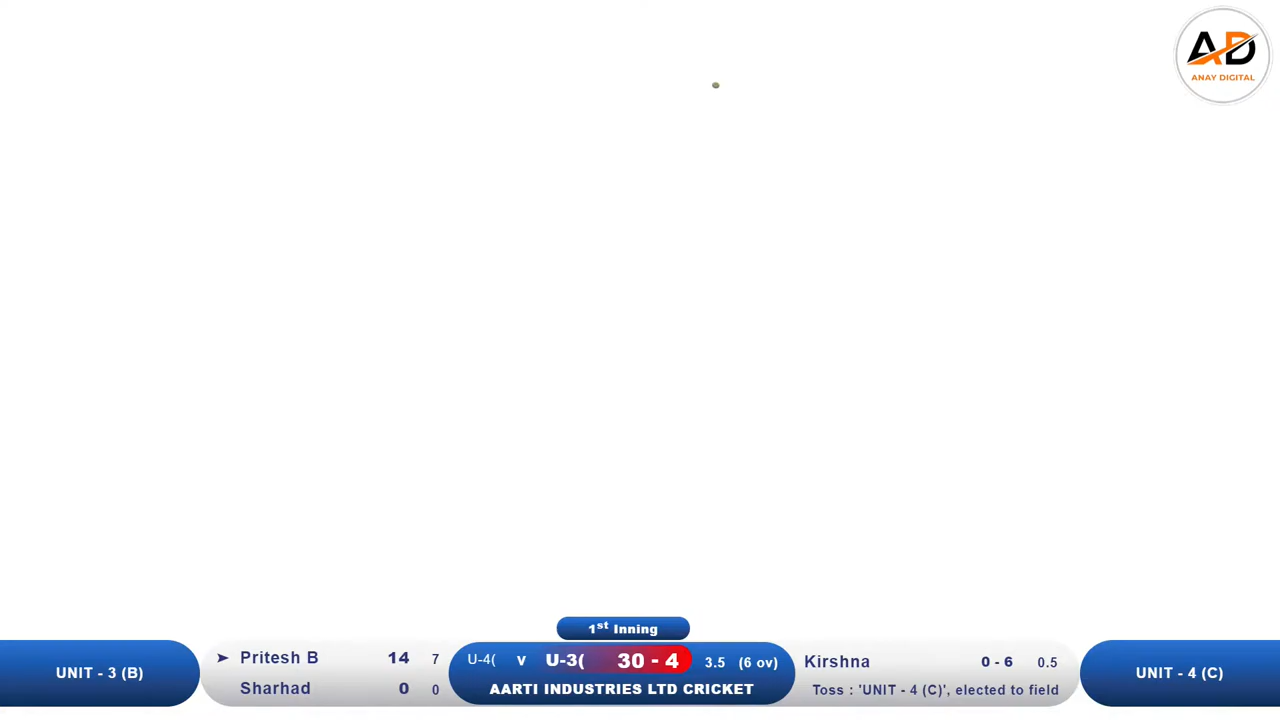 AD
ANAY DIGITAL
1st Inning
UNIT - 3 (B)
➤ Pritesh B 14 7
Sharhad 0 0
U-4( v U-3( 30 - 4 3.5 (6 ov)
AARTI INDUSTRIES LTD CRICKET
Kirshna 0 - 6 0.5
Toss : 'UNIT - 4 (C)', elected to field
UNIT - 4 (C)